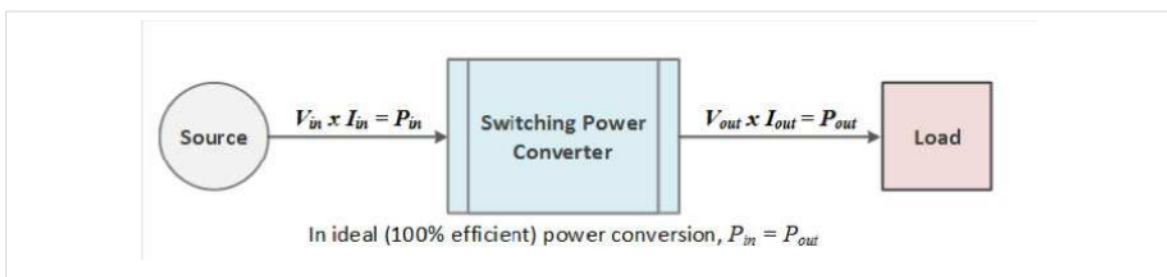 Source
V_in x I_in = P_in
Switching Power
Converter
V_out x I_out = P_out
Load
In ideal (100% efficient) power conversion, P_in = P_out